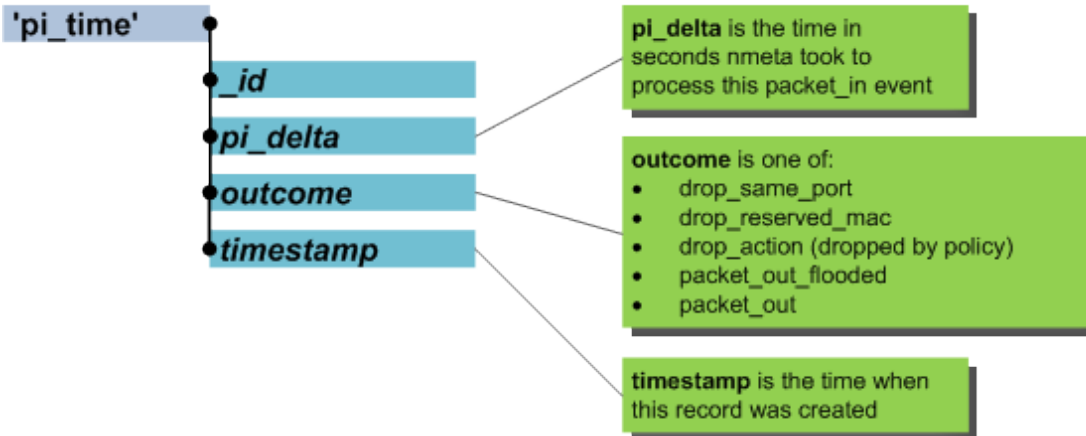 'pi_time'
_id
pi_delta
outcome
timestamp
pi_delta is the time in
seconds nmeta took to
process this packet_in event
outcome is one of:
• drop_same_port
• drop_reserved_mac
• drop_action (dropped by policy)
• packet_out_flooded
• packet_out
timestamp is the time when
this record was created